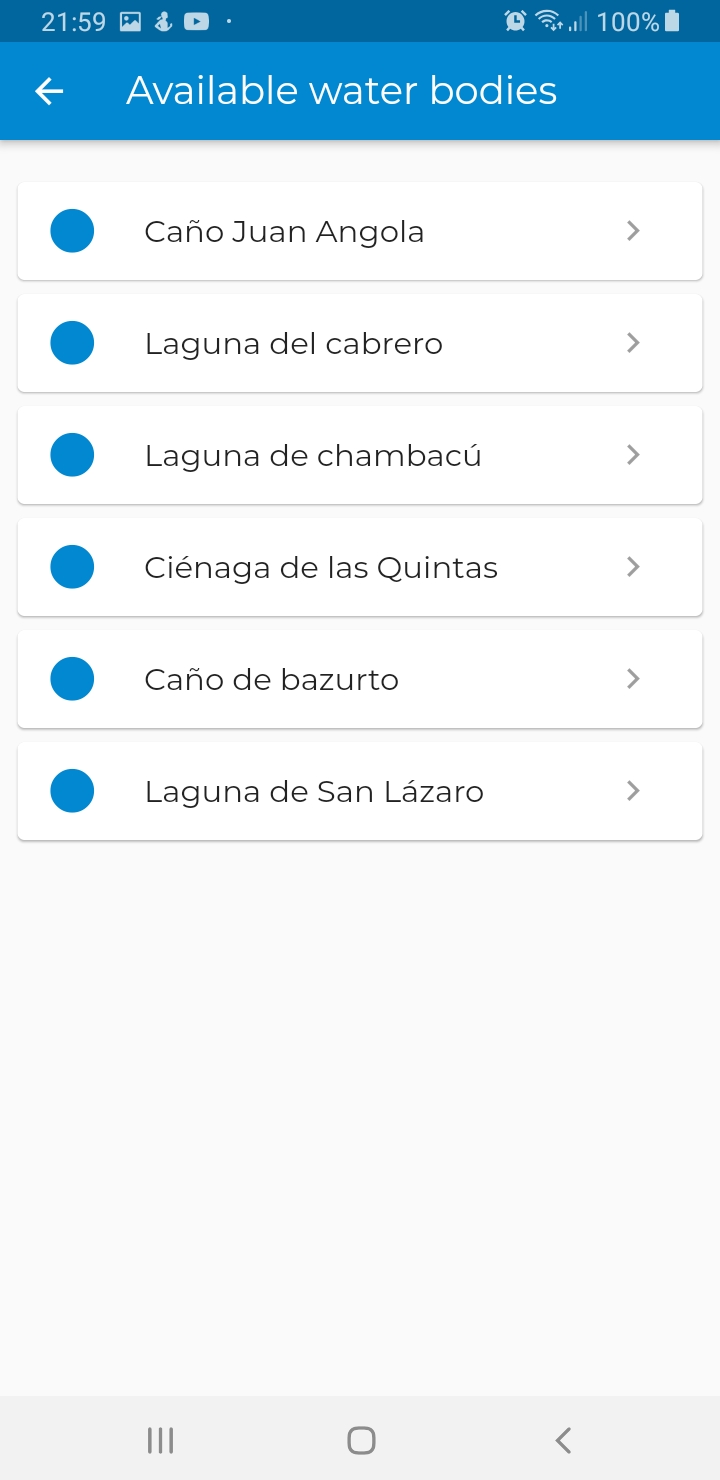 21:59 100%
Available water bodies
Caño Juan Angola
Laguna del cabrero
Laguna de chambacú
Ciénaga de las Quintas
Caño de bazurto
Laguna de San Lázaro